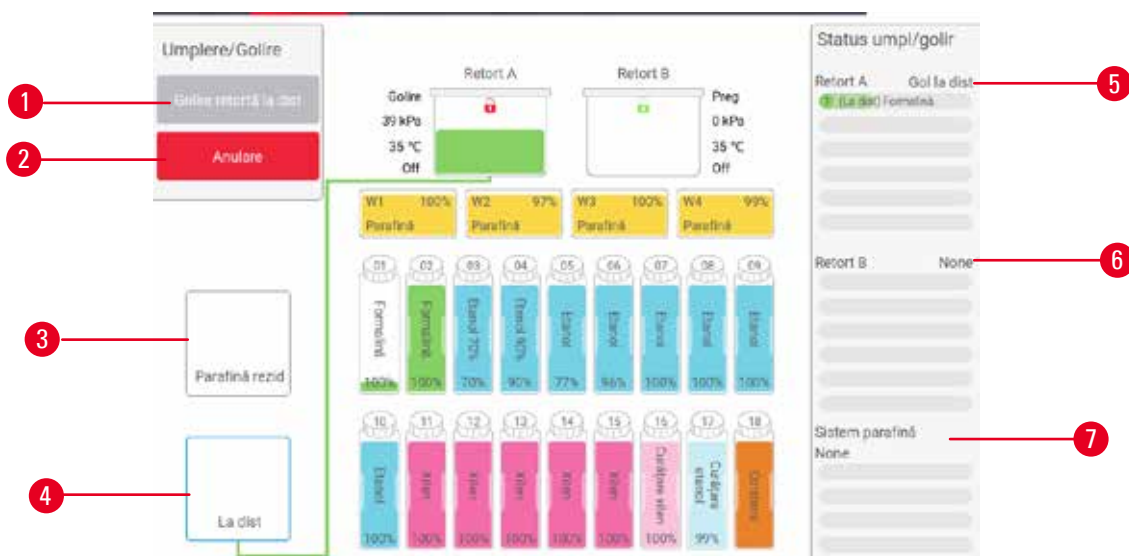 Umplere/Golire
Golire retortă la dist
Anulare
Parafină rezid
La dist
Retort A
Golire
39 kPa
35 °C
Off
Retort B
Preg
0 kPa
35 °C
Off
W1 100%
Parafină
W2 97%
Parafină
W3 100%
Parafină
W4 99%
Parafină
01 Formalină 100%
02 Formalină 100%
03 Etanol 70% 70%
04 Etanol 90% 90%
05 Etanol 77%
06 Etanol 96%
07 Etanol 100%
08 Etanol 100%
09 Etanol 100%
10 Etanol 100%
11 Xilen 100%
12 Xilen 100%
13 Xilen 100%
14 Xilen 100%
15 Xilen 100%
16 Curățare xilen 100%
17 Curățare etanol 99%
18
Status umpl/golir
Retort A Gol la dist
(La dist) Formalină
Retort B None
Sistem parafină
None
1
2
3
4
5
6
7